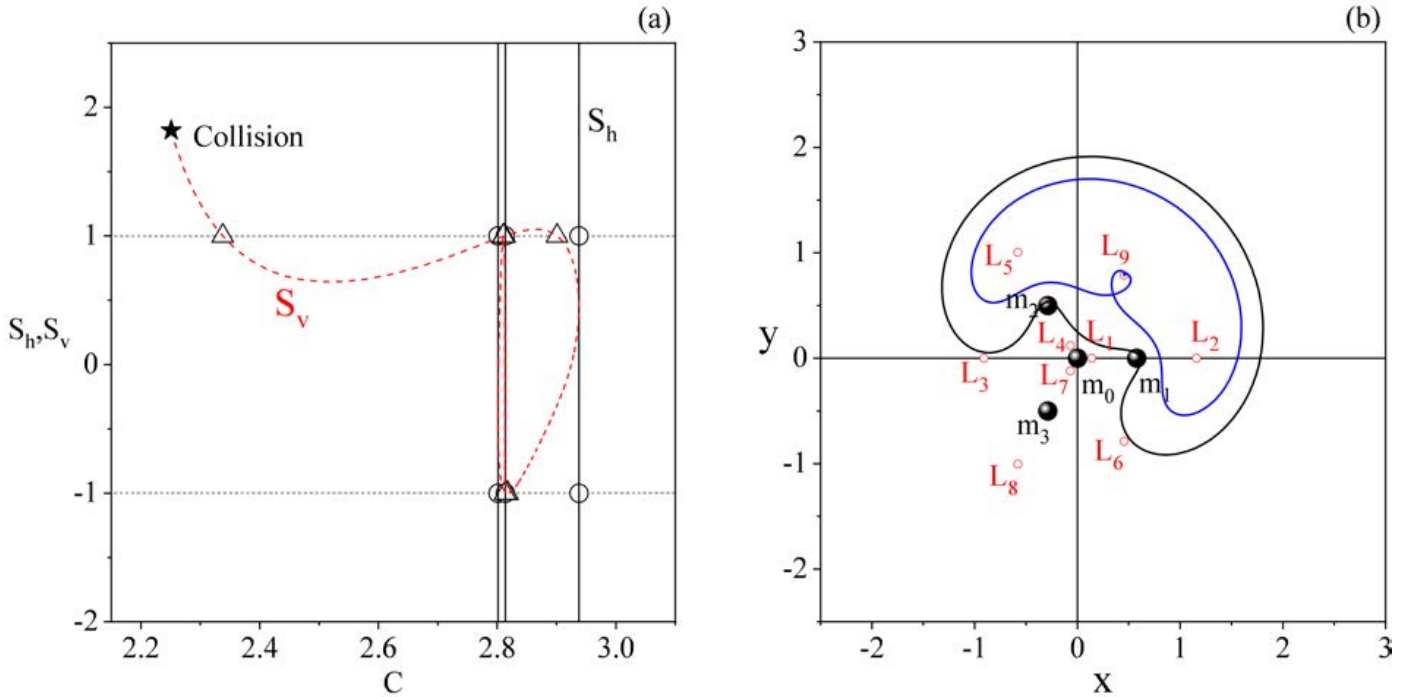 (a)
2
1
0
-1
-2
S_h,S_v
Collision
S_v
S_h
2.2
2.4
2.6
2.8
3.0
C
(b)
3
2
1
0
-1
-2
y
L_5
L_9
m_2
L_4
L_1
L_2
L_3
L_7
m_0
m_1
m_3
L_6
L_8
-2
-1
0
1
2
3
x